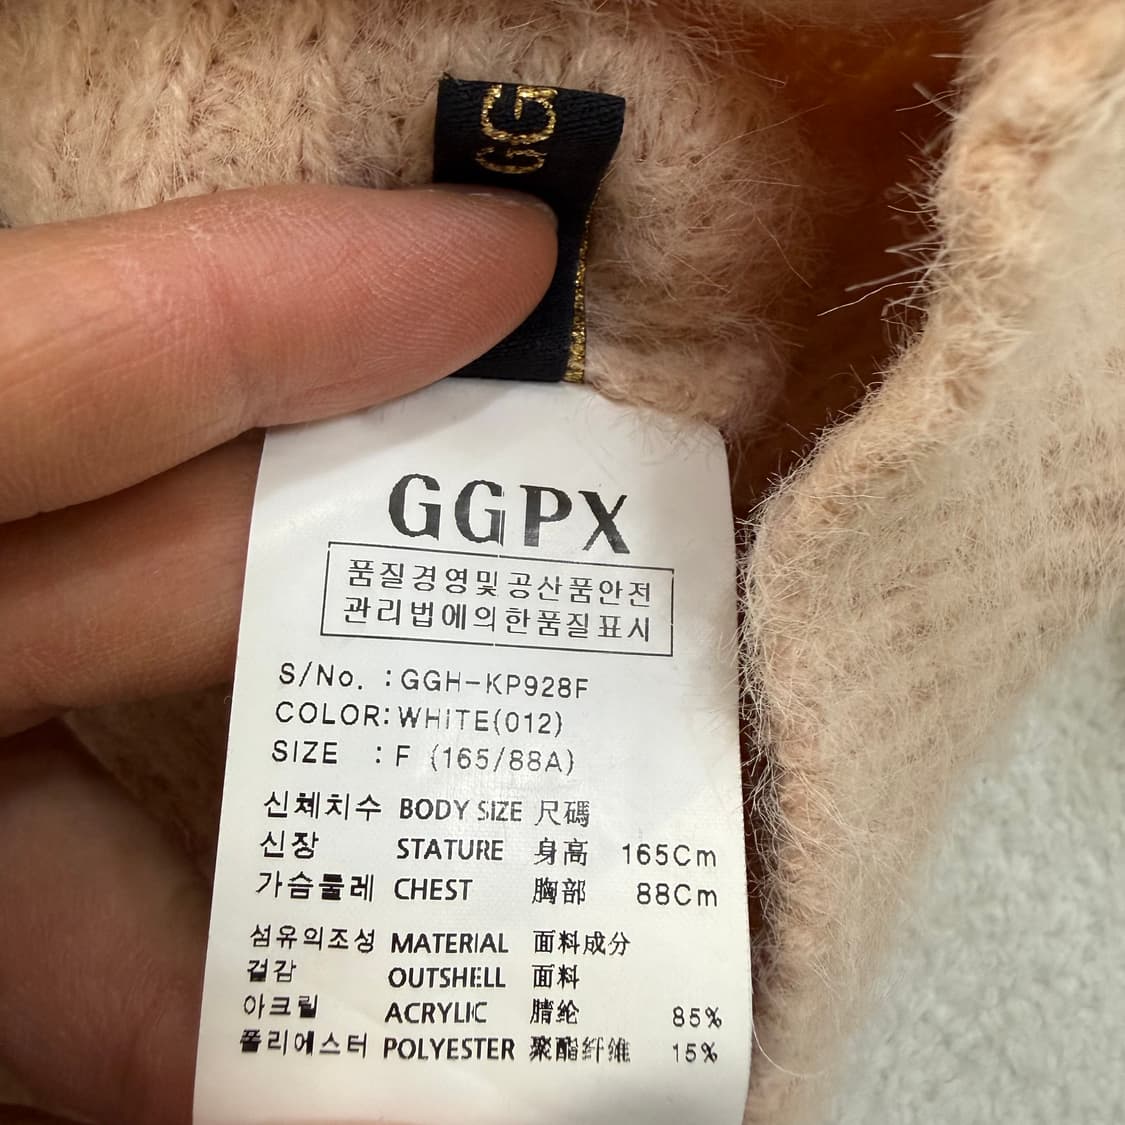 GG
GGPX
품질경영및공산품안전
관리법에의한품질표시
S/No. :GGH-KP928F
COLOR:WHITE(012)
SIZE :F (165/88A)
신체치수 BODY SIZE 尺碼
신장 STATURE 身高 165Cm
가슴둘레 CHEST 胸部 88Cm
섬유의조성 MATERIAL 面料成分
겉감 OUTSHELL 面料
아크릴 ACRYLIC 腈纶 85%
폴리에스터 POLYESTER 聚酯纤维 15%